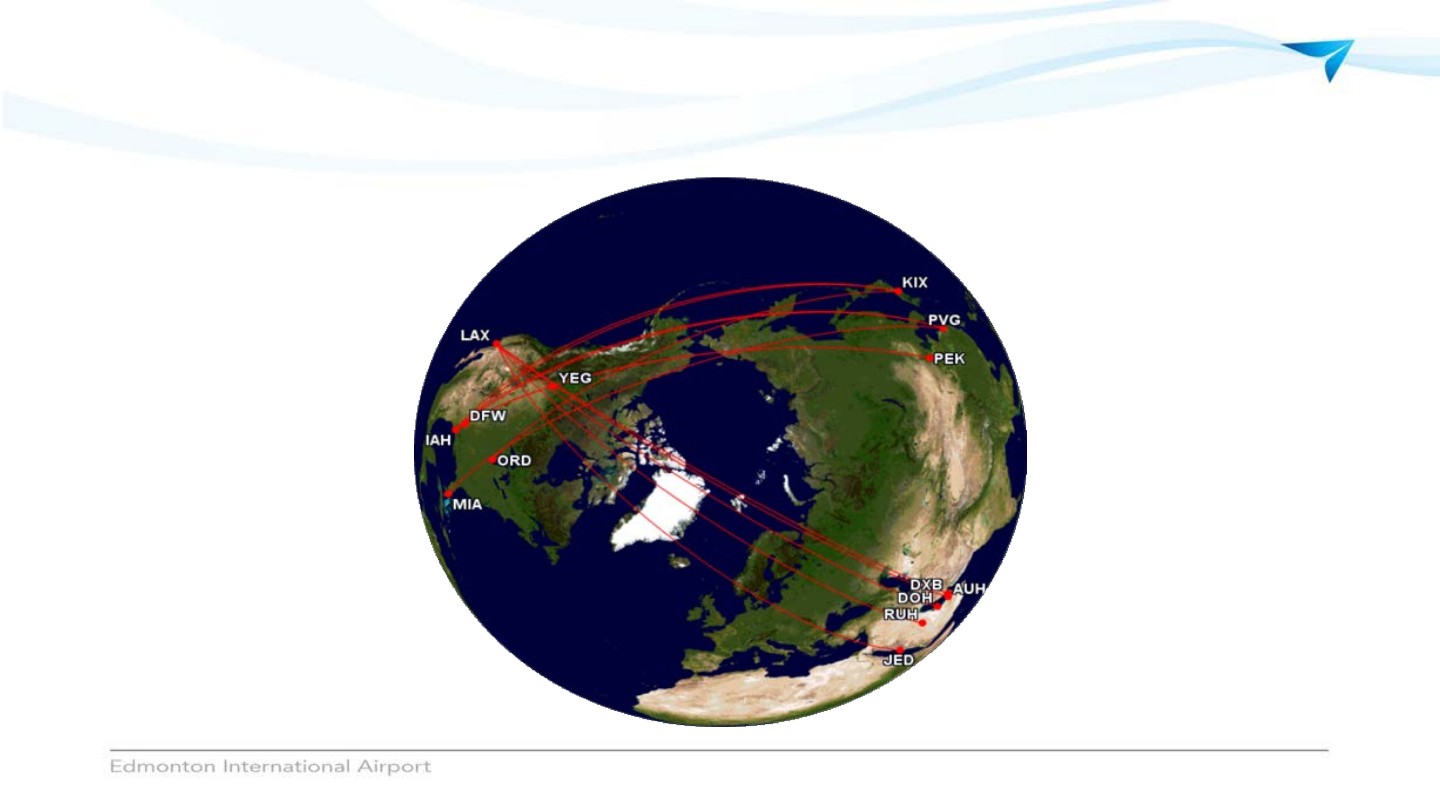 KIX
PVG
LAX
PEK
YEG
DFW
IAH
ORD
MIA
DXB
AUH
DOH
RUH
JED
Edmonton International Airport